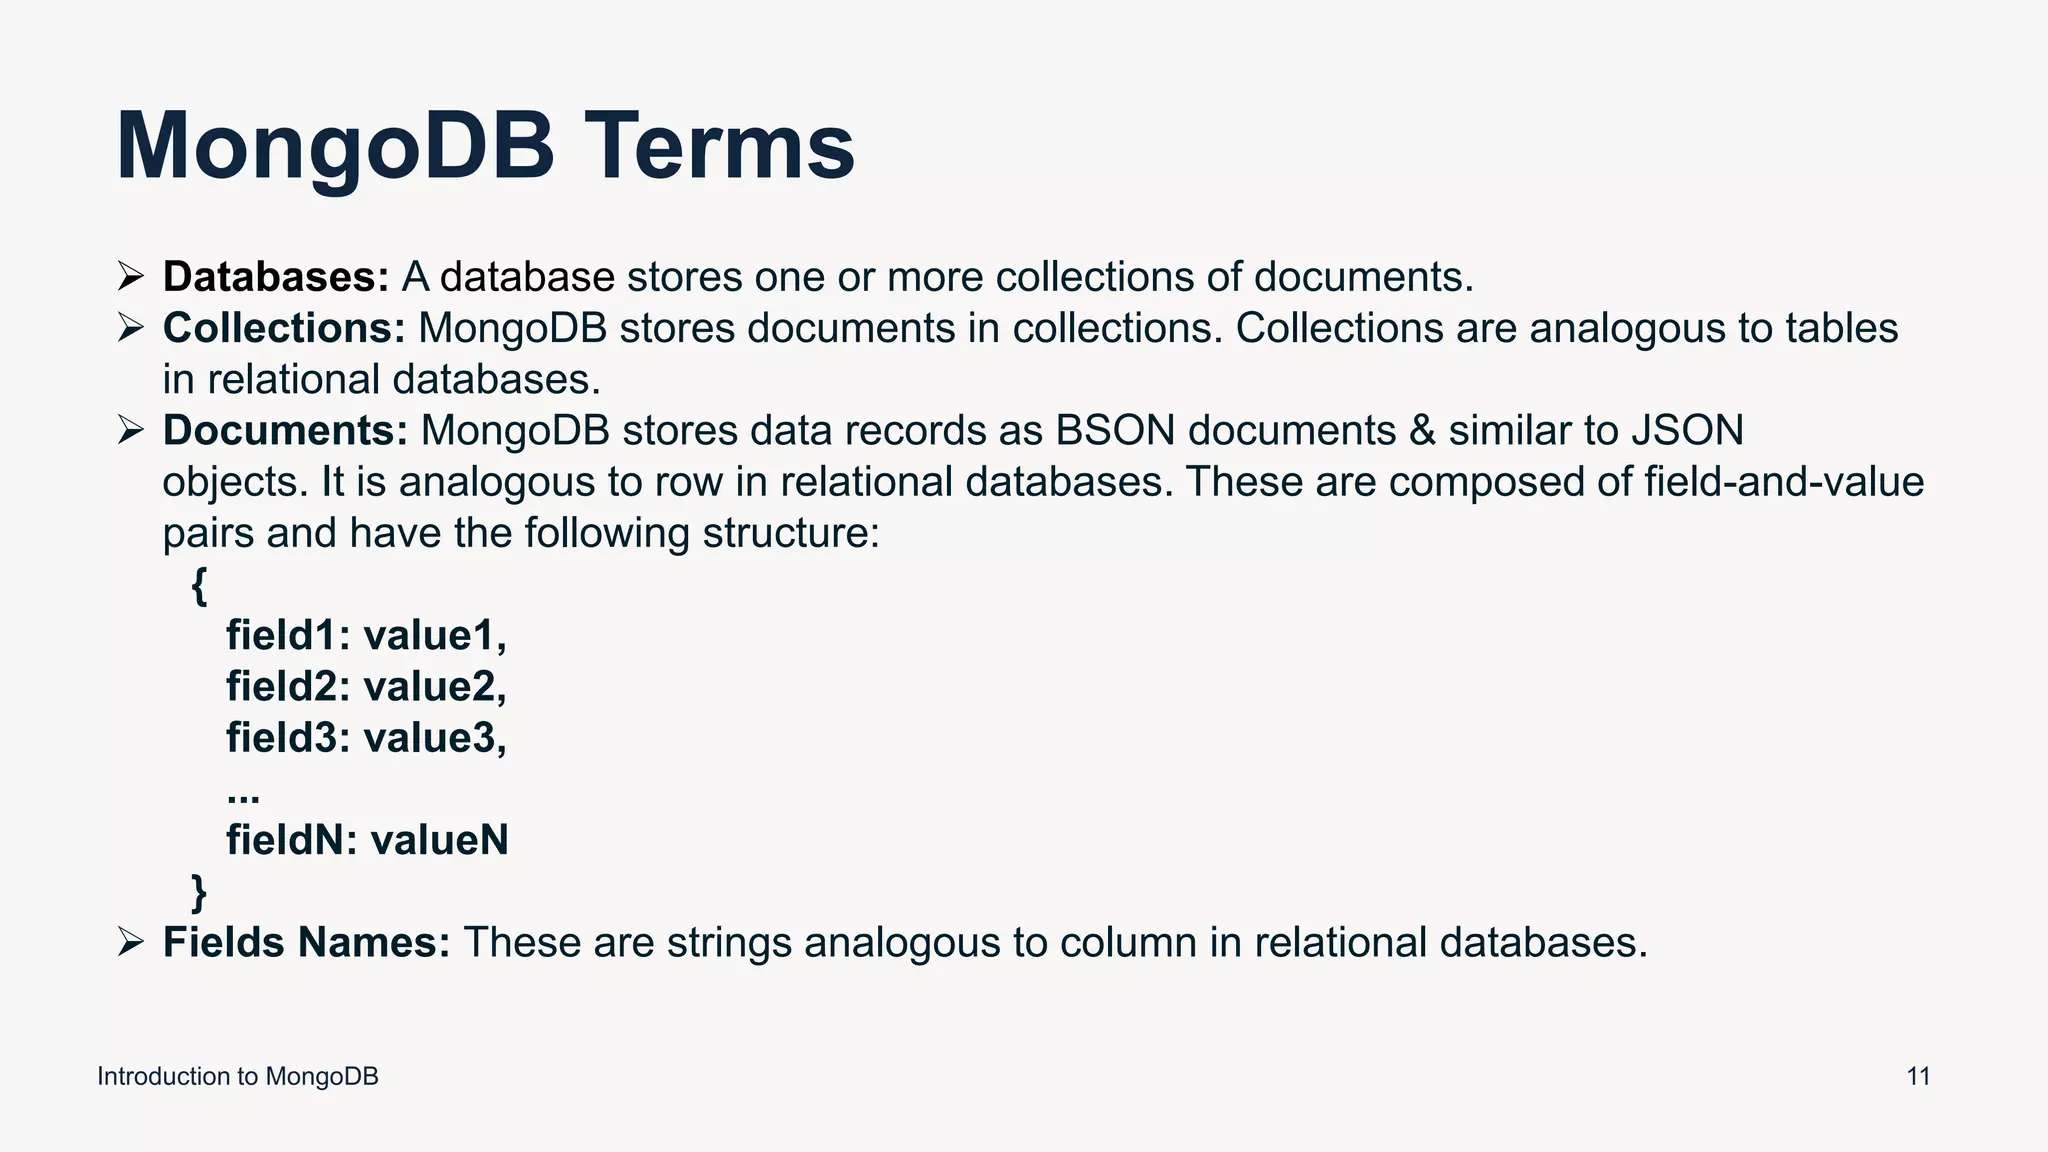 MongoDB Terms
➢ Databases: A database stores one or more collections of documents.
➢ Collections: MongoDB stores documents in collections. Collections are analogous to tables
in relational databases.
➢ Documents: MongoDB stores data records as BSON documents & similar to JSON
objects. It is analogous to row in relational databases. These are composed of field-and-value
pairs and have the following structure:
{
field1: value1,
field2: value2,
field3: value3,
...
fieldN: valueN
}
➢ Fields Names: These are strings analogous to column in relational databases.
Introduction to MongoDB
11